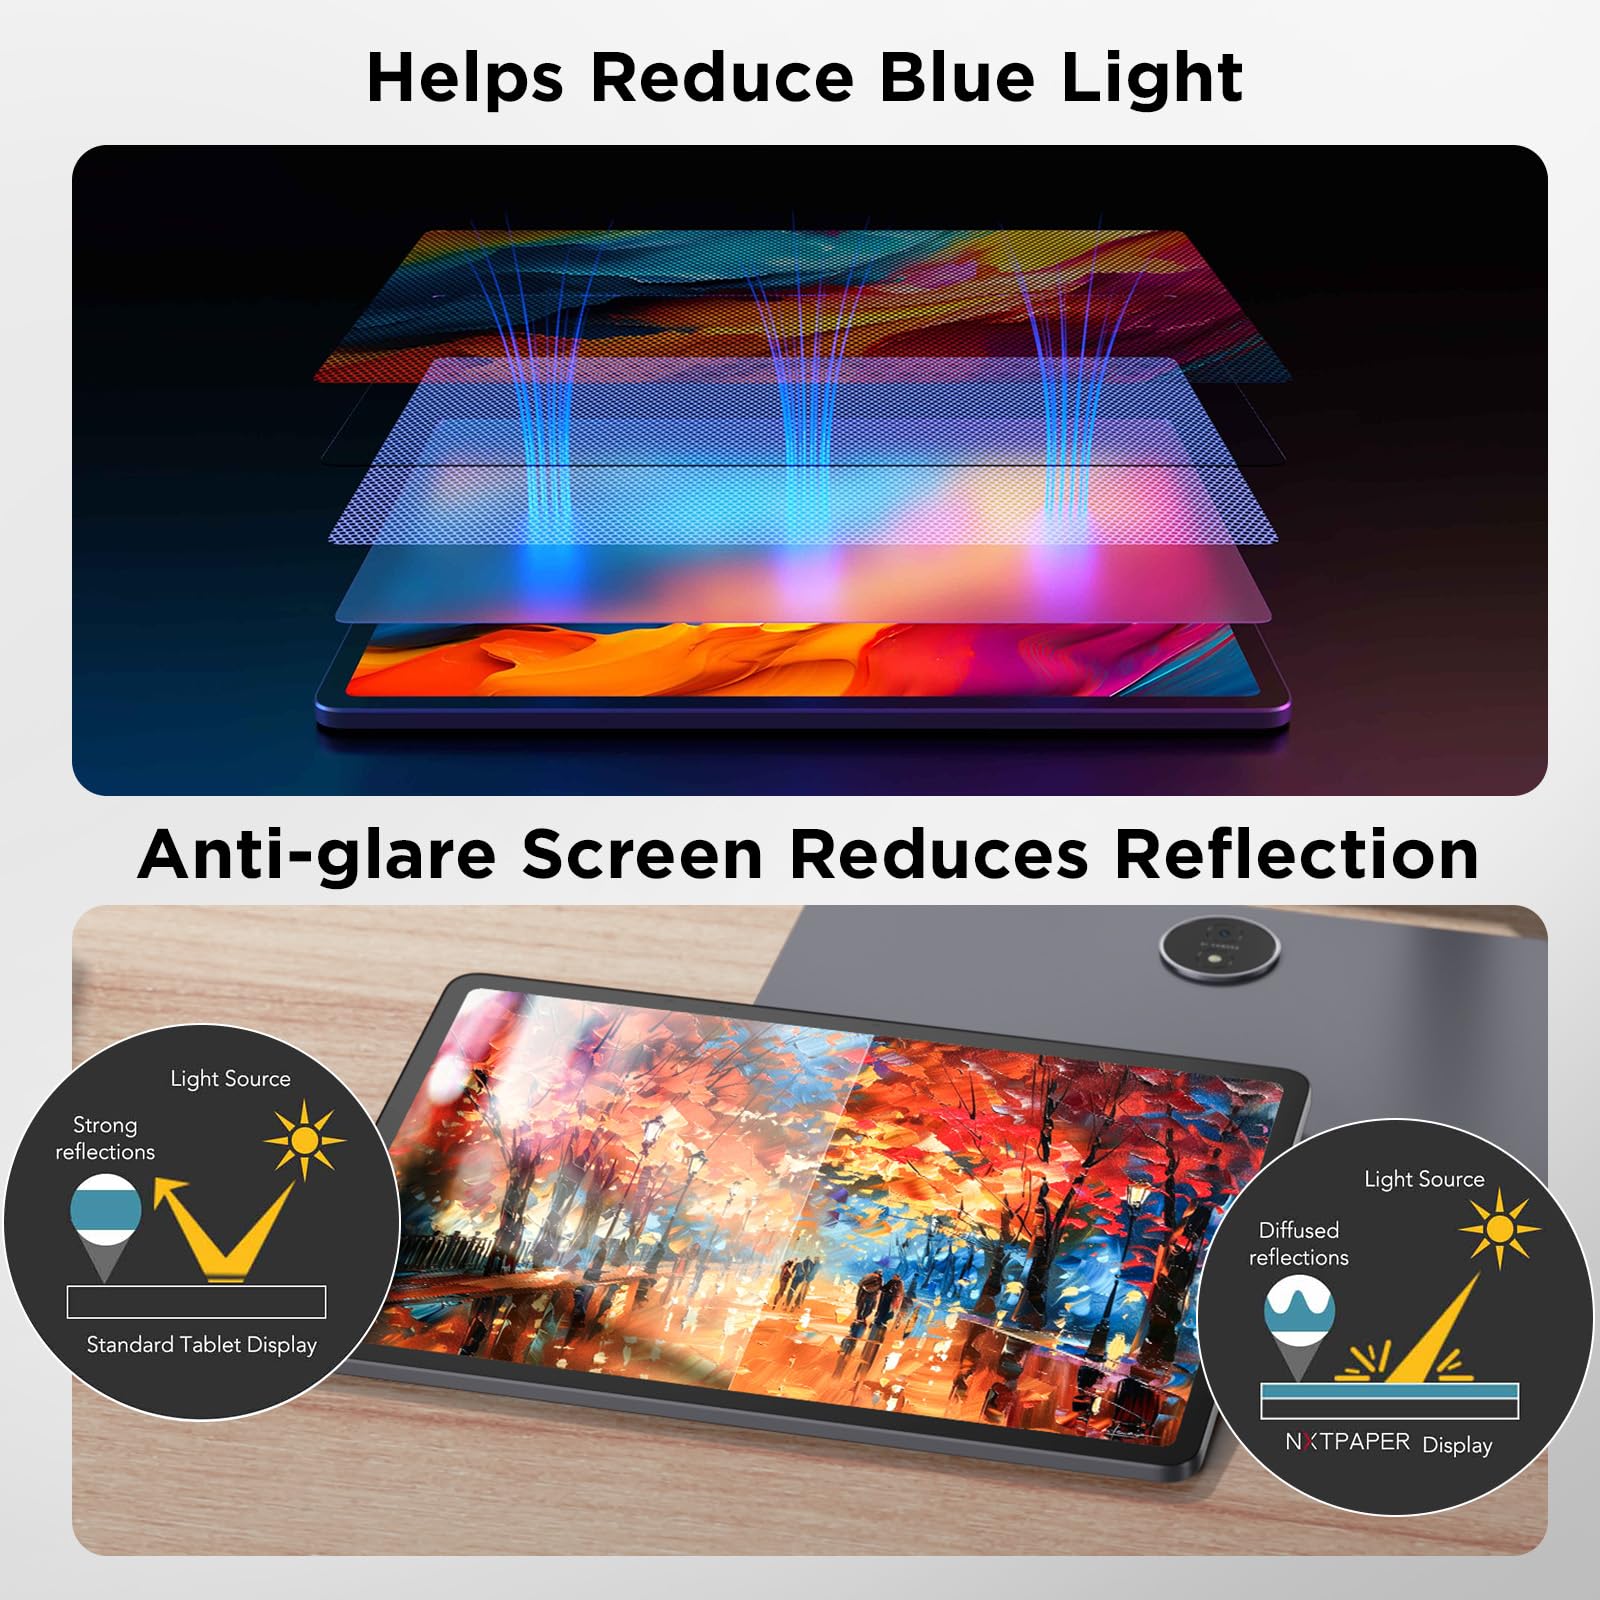 Helps Reduce Blue Light
Anti-glare Screen Reduces Reflection
Light Source
Strong
reflections
Standard Tablet Display
Light Source
Diffused
reflections
NXTPAPER Display